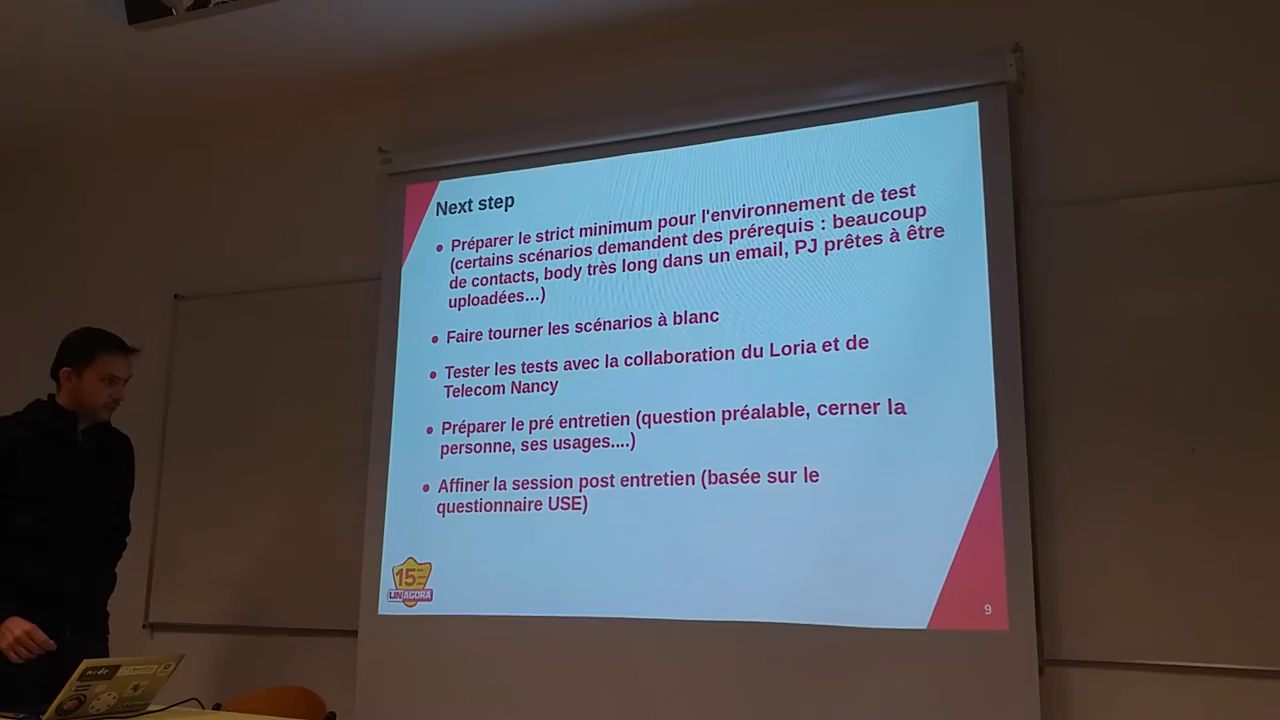 Next step
Préparer le strict minimum pour l'environnement de test
(certains scénarios demandent des prérequis : beaucoup
de contacts, body très long dans un email, PJ prêtes à être
uploadées...)
Faire tourner les scénarios à blanc
Tester les tests avec la collaboration du Loria et de
Telecom Nancy
Préparer le pré entretien (question préalable, cerner la
personne, ses usages....)
Affiner la session post entretien (basée sur le
questionnaire USE)
15
LINAGORA
9
node